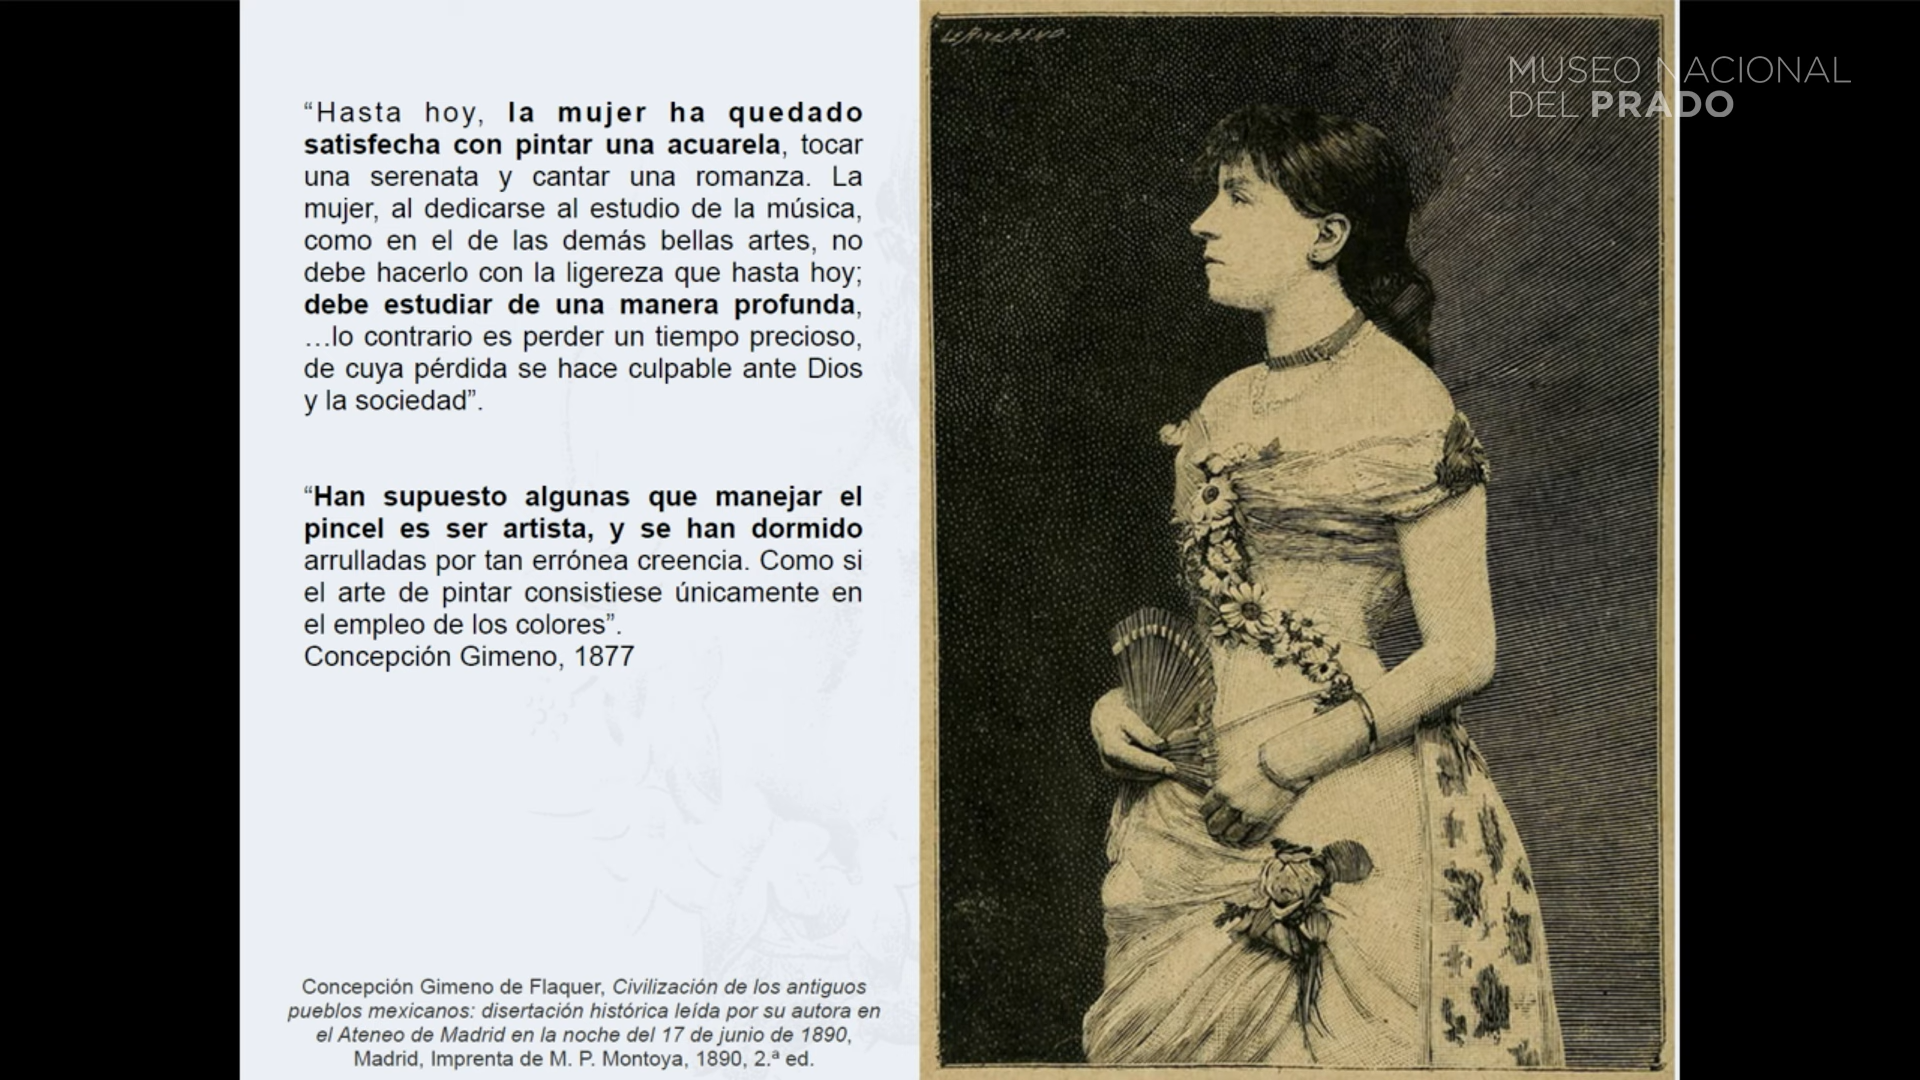 “Hasta hoy, la mujer ha quedado
satisfecha con pintar una acuarela, tocar
una serenata y cantar una romanza. La
mujer, al dedicarse al estudio de la música,
como en el de las demás bellas artes, no
debe hacerlo con la ligereza que hasta hoy;
debe estudiar de una manera profunda,
…lo contrario es perder un tiempo precioso,
de cuya pérdida se hace culpable ante Dios
y la sociedad”.
“Han supuesto algunas que manejar el
pincel es ser artista, y se han dormido
arrulladas por tan errónea creencia. Como si
el arte de pintar consistiese únicamente en
el empleo de los colores”.
Concepción Gimeno, 1877
Concepción Gimeno de Flaquer, Civilización de los antiguos
pueblos mexicanos: disertación histórica leída por su autora en
el Ateneo de Madrid en la noche del 17 de junio de 1890,
Madrid, Imprenta de M. P. Montoya, 1890, 2.ª ed.
MUSEO NACIONAL
DEL PRADO